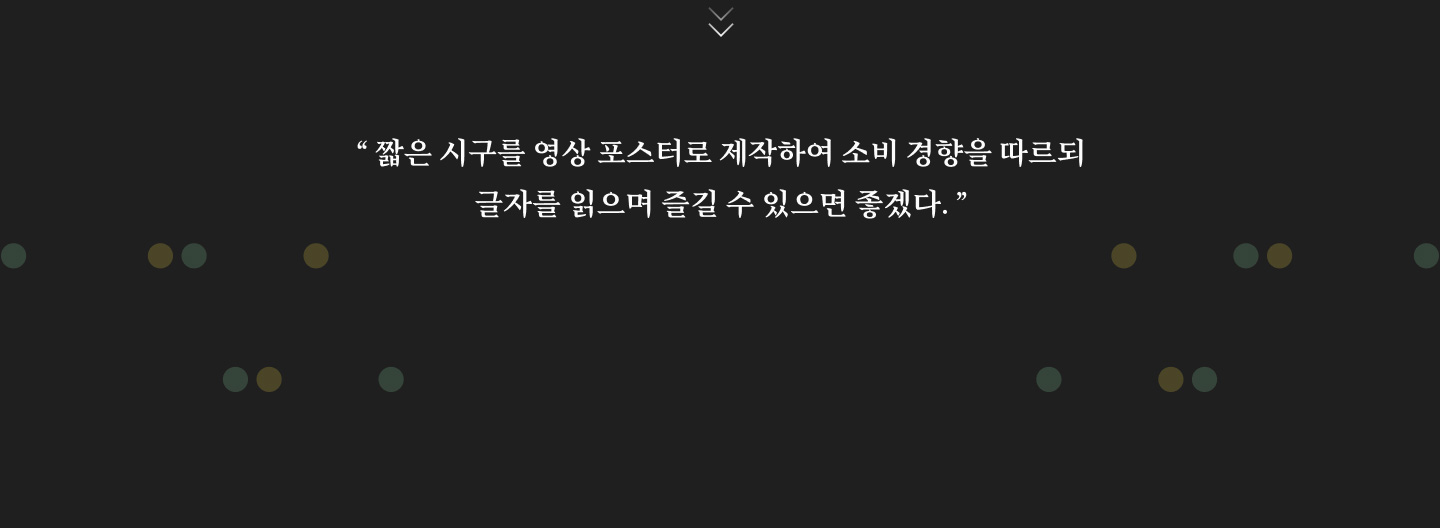 “ 짧은 시구를 영상 포스터로 제작하여 소비 경향을 따르되
글자를 읽으며 즐길 수 있으면 좋겠다. ”